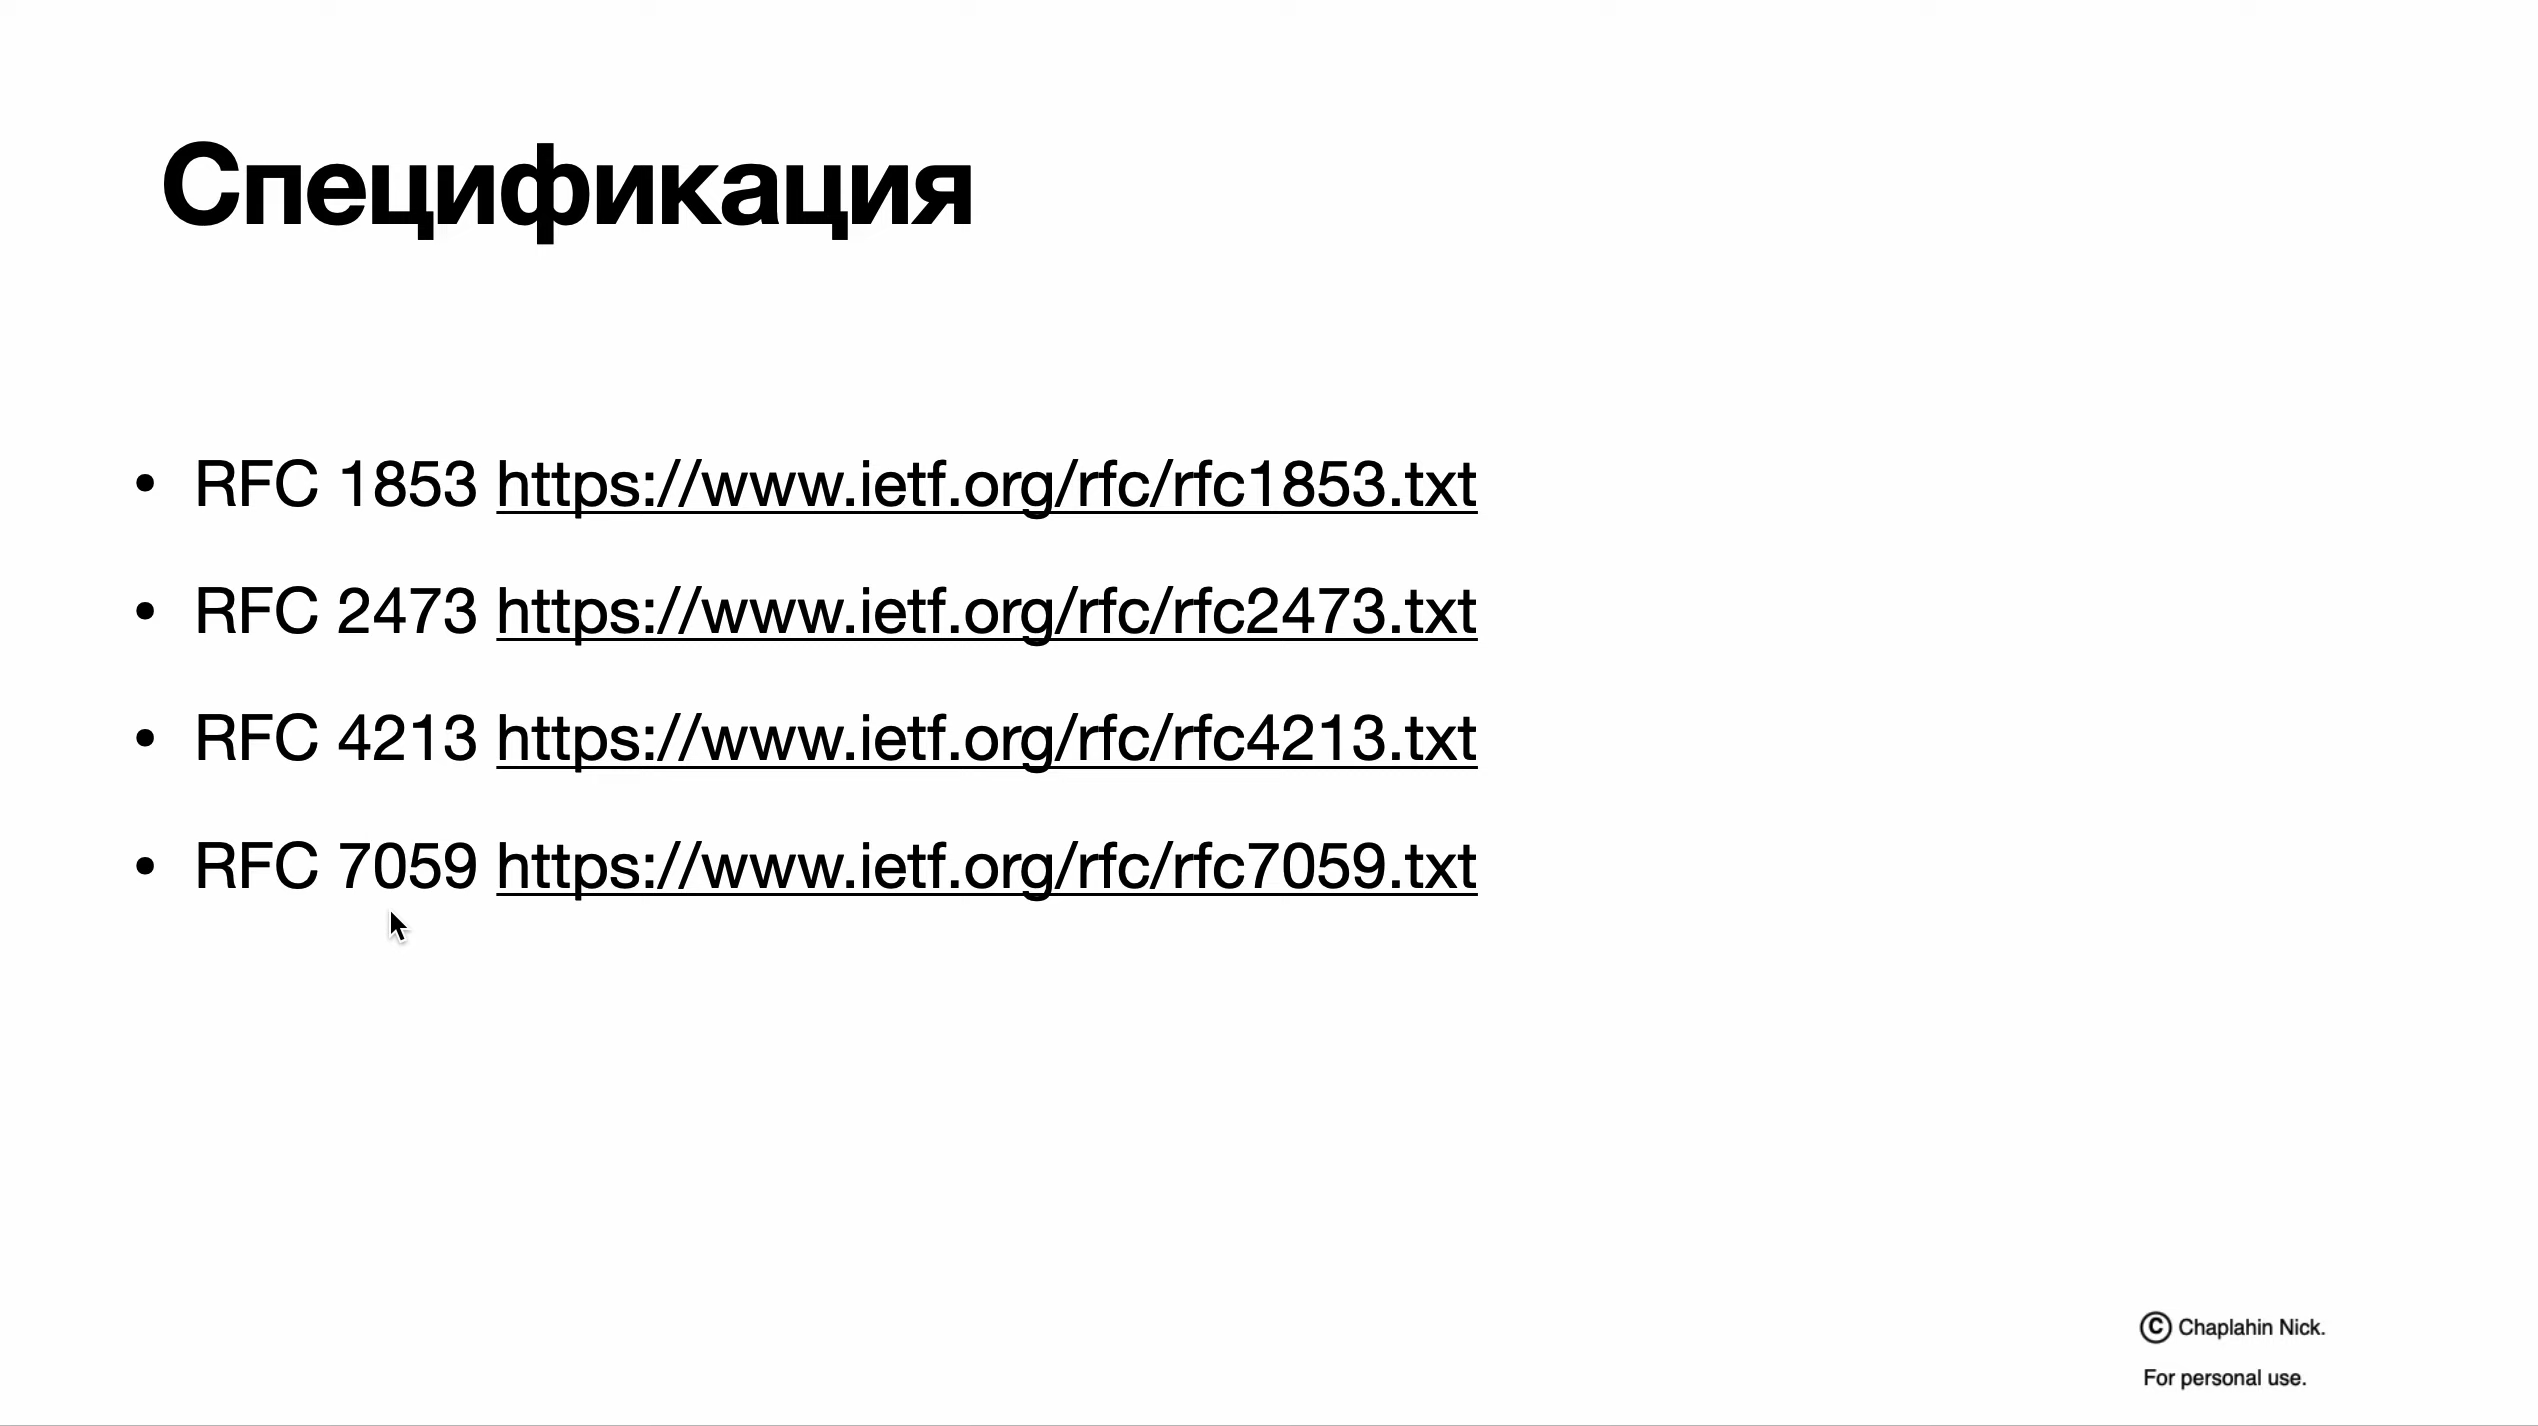 Спецификация
• RFC 1853 https://www.ietf.org/rfc/rfc1853.txt
• RFC 2473 https://www.ietf.org/rfc/rfc2473.txt
• RFC 4213 https://www.ietf.org/rfc/rfc4213.txt
• RFC 7059 https://www.ietf.org/rfc/rfc7059.txt
© Chaplahin Nick.
For personal use.